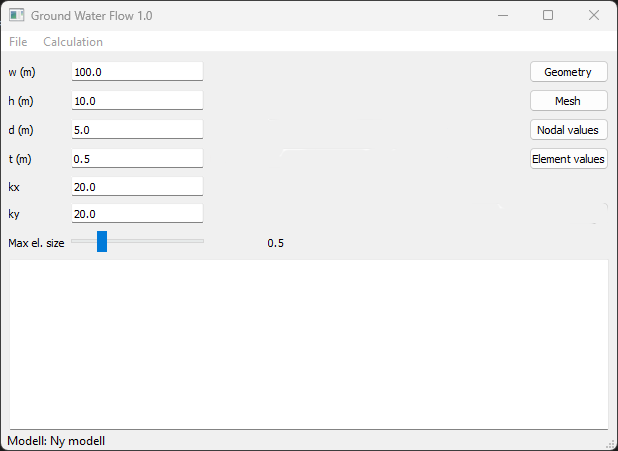 Ground Water Flow 1.0
File Calculation
w (m) 100.0 Geometry
h (m) 10.0 Mesh
d (m) 5.0 Nodal values
t (m) 0.5 Element values
kx 20.0
ky 20.0
Max el. size 0.5
Modell: Ny modell